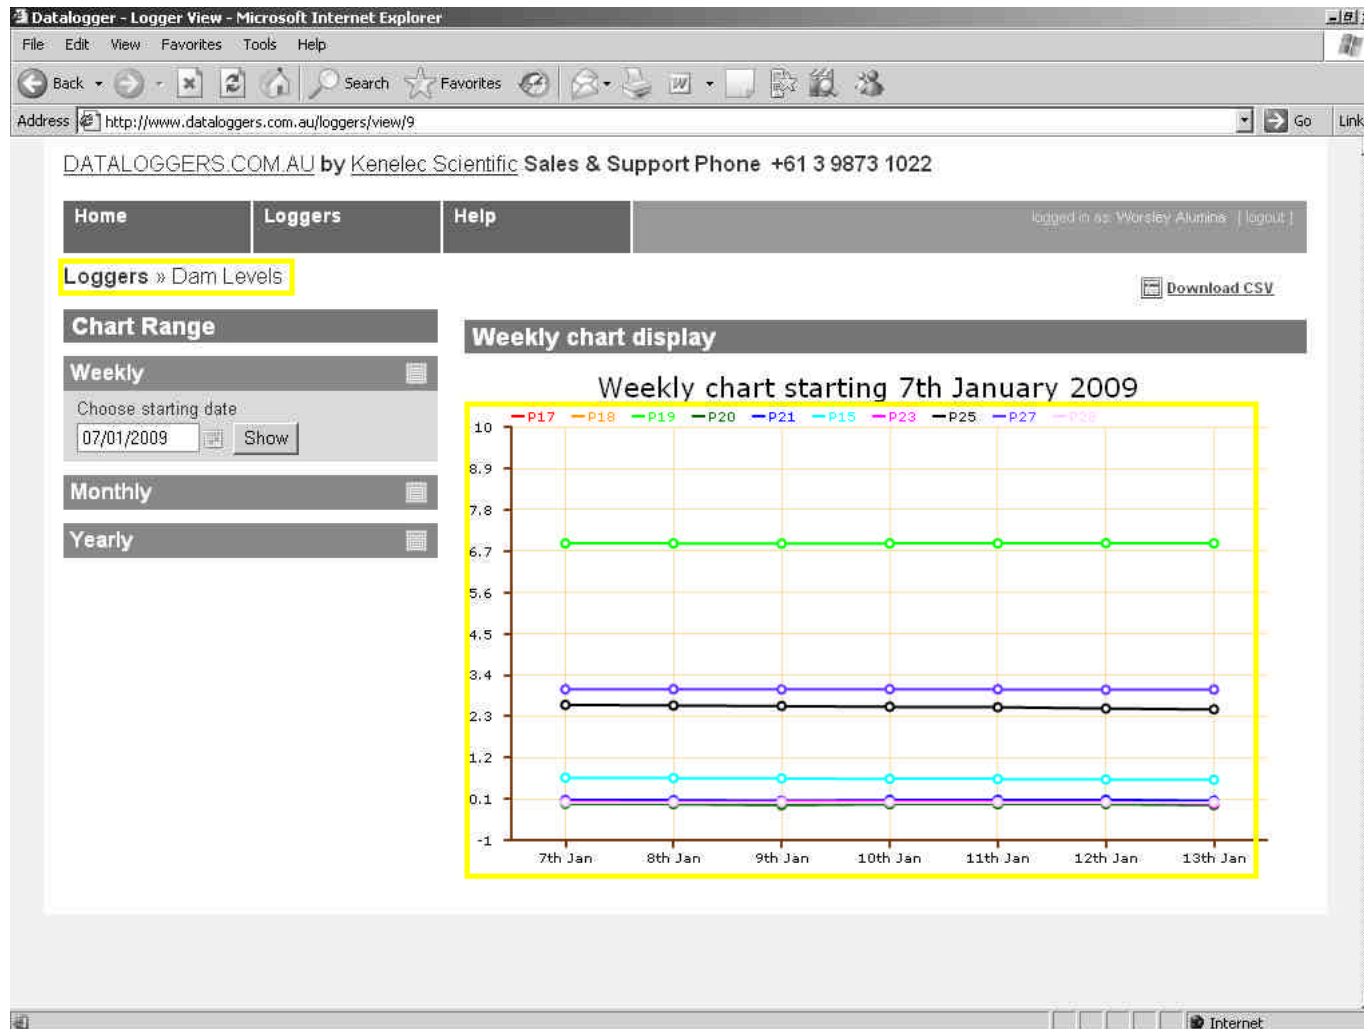 Datalogger - Logger View - Microsoft Internet Explorer
File Edit View Favorites Tools Help
Back Search Favorites
Address http://www.dataloggers.com.au/loggers/view/9 Go Link
DATALOGGERS.COM.AU by Kenelec Scientific Sales & Support Phone +61 3 9873 1022
Home Loggers Help logged in as: Worsley Alumina [ logout ]
Loggers » Dam Levels
Download CSV
Chart Range
Weekly
Choose starting date
07/01/2009 Show
Monthly
Yearly
Weekly chart display
Weekly chart starting 7th January 2009
P17 P18 P19 P20 P21 P15 P23 P25 P27
10
8.9
7.8
6.7
5.6
4.5
3.4
2.3
1.2
0.1
-1
7th Jan 8th Jan 9th Jan 10th Jan 11th Jan 12th Jan 13th Jan
Internet